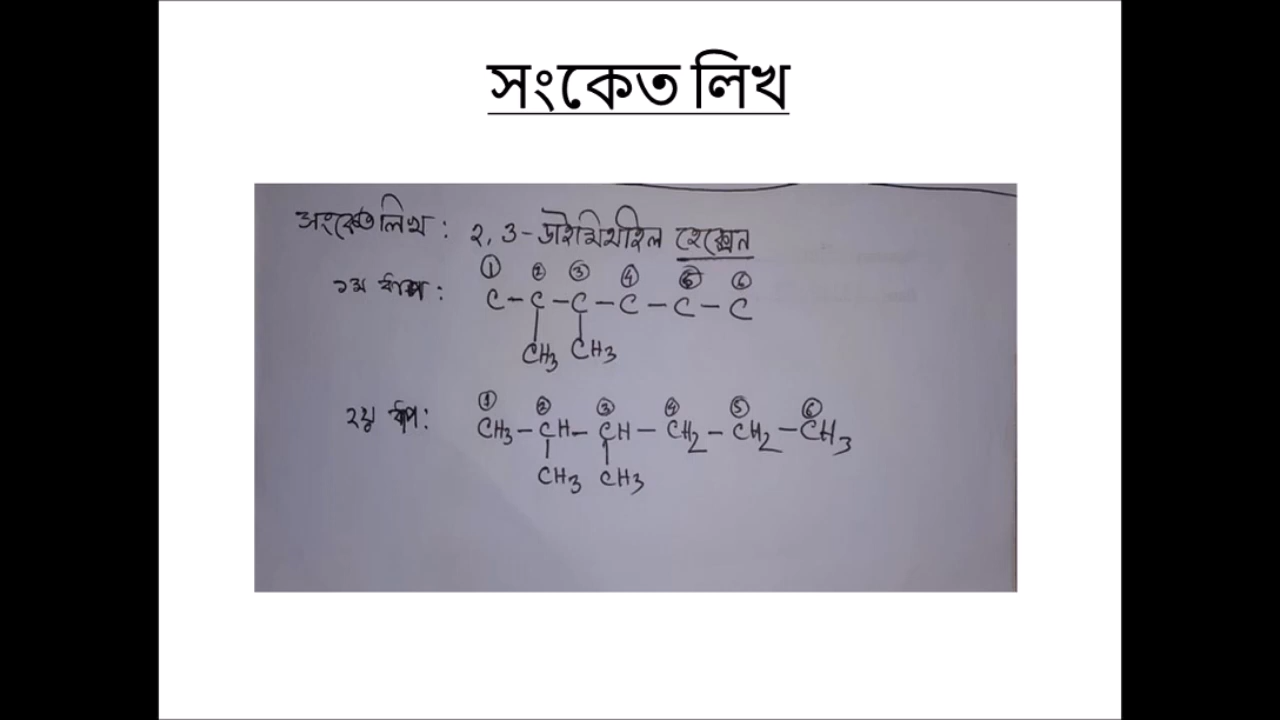 সংকেত লিখ
সংকেত লিখ : ২, ৩ - ডাইমিথাইল হেক্সেন
① ② ③ ④ ⑤ ⑥
১ম ধাপ : C - C - C - C - C - C
CH3 CH3
① ② ③ ④ ⑤ ⑥
২য় ধাপ : CH3 - CH - CH - CH2 - CH2 - CH3
CH3 CH3